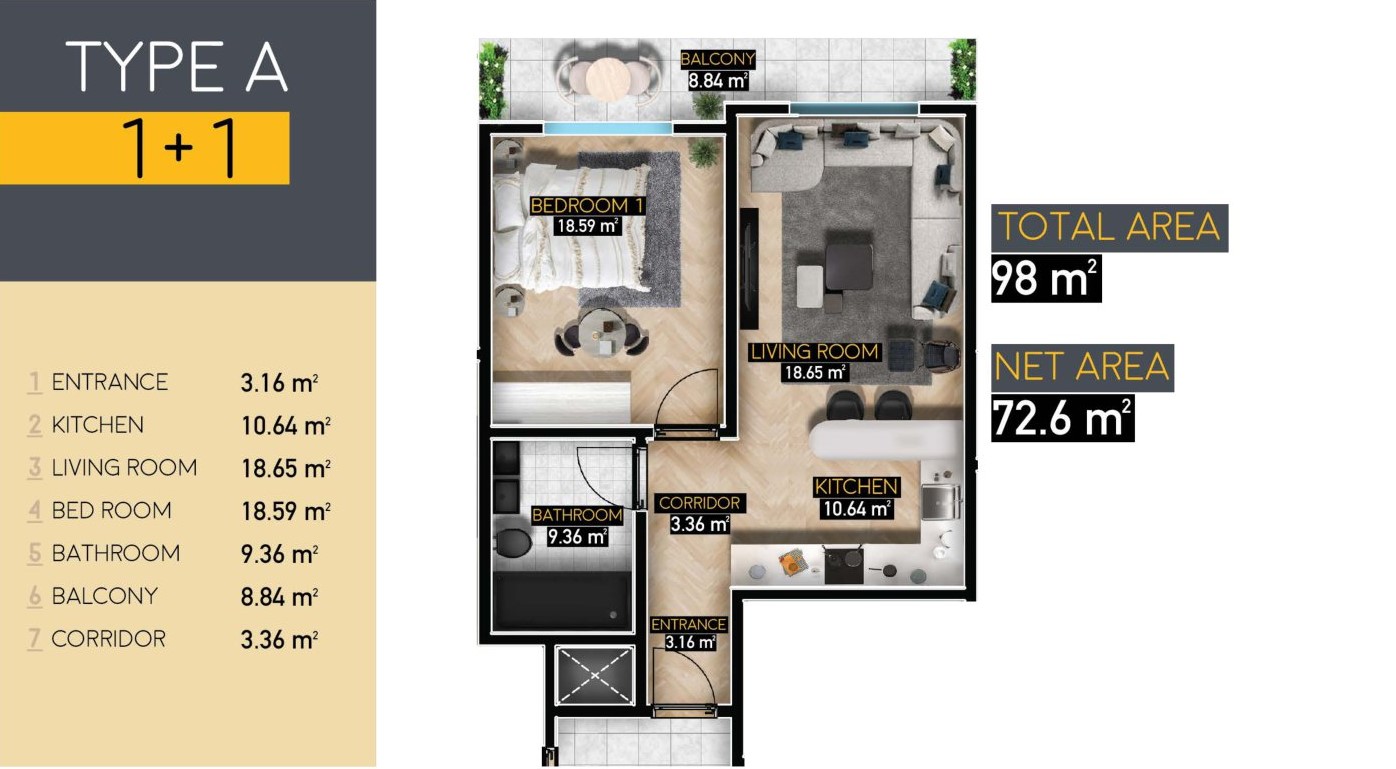 TYPE A
1 + 1
1 ENTRANCE 3.16 m²
2 KITCHEN 10.64 m²
3 LIVING ROOM 18.65 m²
4 BED ROOM 18.59 m²
5 BATHROOM 9.36 m²
6 BALCONY 8.84 m²
7 CORRIDOR 3.36 m²
BALCONY
8.84 m²
BEDROOM 1
18.59 m²
LIVING ROOM
18.65 m²
KITCHEN
10.64 m²
CORRIDOR
3.36 m²
BATHROOM
9.36 m²
ENTRANCE
3.16 m²
TOTAL AREA
98 m²
NET AREA
72.6 m²